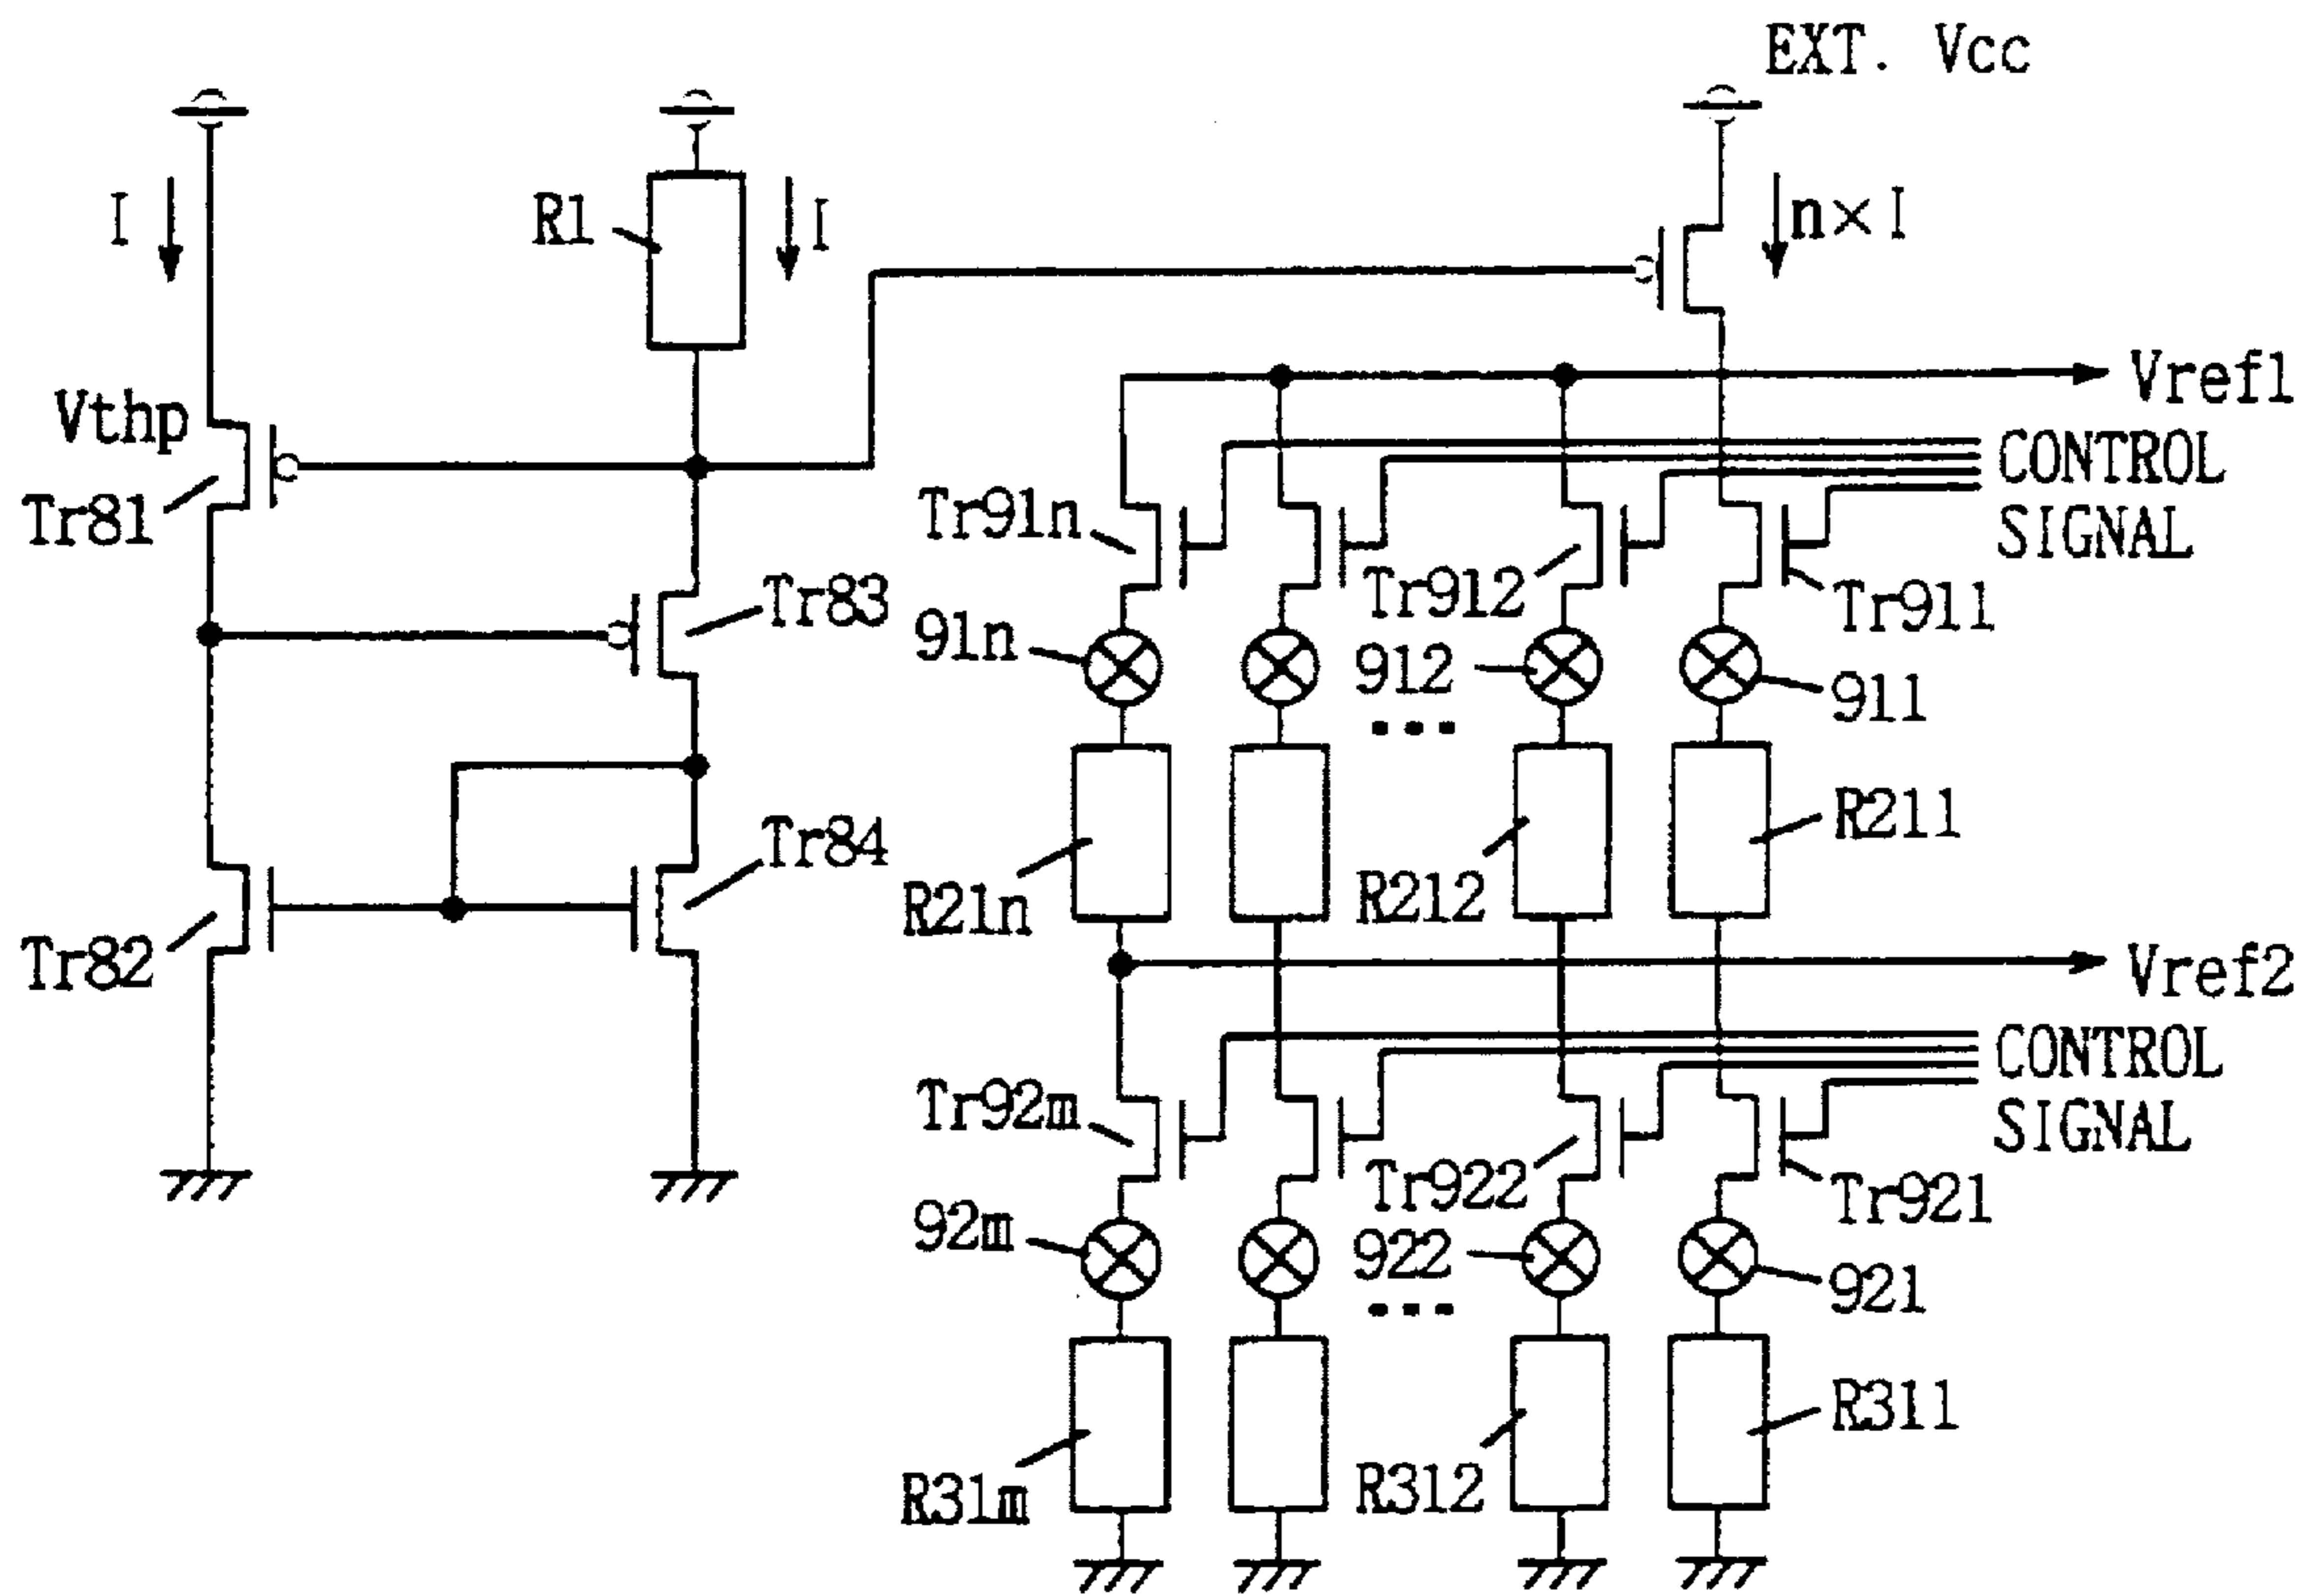 EXT. Vcc
I
R1
I
n×I
Vref1
Vthp
CONTROL
SIGNAL
Tr81
Tr91n
Tr912
Tr911
Tr83
91n
912
911
...
R211
Tr84
R21n
R212
Tr82
Vref2
CONTROL
SIGNAL
Tr92m
Tr922
Tr921
92m
922
921
...
R311
R31m
R312